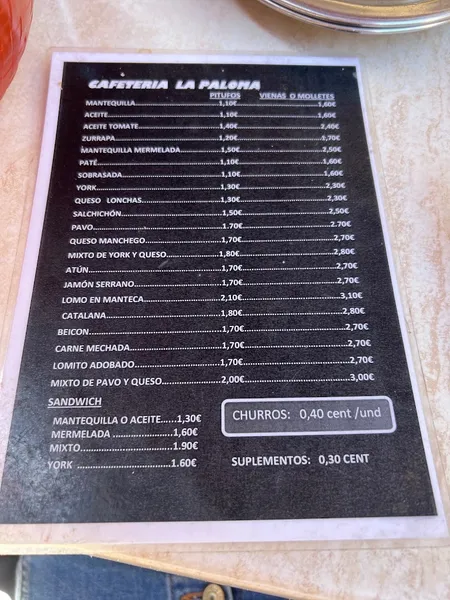 CAFETERIA LA PALOMA
PITUFOS VIENAS O MOLLETES
MANTEQUILLA.............1,10€.............1,60€
ACEITE.............1,10€.............1,60€
ACEITE TOMATE.............1,40€.............2,40€
ZURRAPA.............1,20€.............1,70€
MANTEQUILLA MERMELADA.............1,50€.............2,50€
PATÉ.............1,10€.............1,60€
SOBRASADA.............1,10€.............1,60€
YORK.............1,30€.............2,30€
QUESO LONCHAS.............1,30€.............2,30€
SALCHICHÓN.............1,50€.............2,50€
PAVO.............1.70€.............2.70€
QUESO MANCHEGO.............1,70€.............2,70€
MIXTO DE YORK Y QUESO.............1,80€.............2,80€
ATÚN.............1,70€.............2,70€
JAMÓN SERRANO.............1,70€.............2,70€
LOMO EN MANTECA.............2,10€.............3,10€
CATALANA.............1,80€.............2,80€
BEICON.............1,70€.............2,70€
CARNE MECHADA.............1,70€.............2,70€
LOMITO ADOBADO.............1,70€.............2,70€
MIXTO DE PAVO Y QUESO.............2,00€.............3,00€
SANDWICH
MANTEQUILLA O ACEITE.....1,30€
MERMELADA .................1,60€
MIXTO.............................1.90€
YORK .............................1.60€
CHURROS: 0,40 cent /und
SUPLEMENTOS: 0,30 CENT